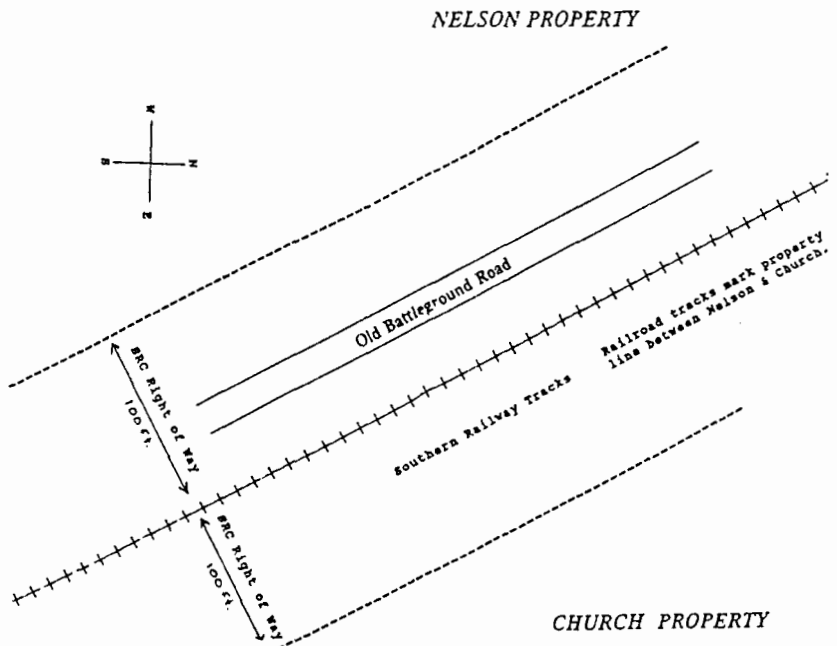 NELSON PROPERTY
W
S
N
E
Old Battleground Road
Railroad tracks mark property
line between Nelson & Church.
BRC Right of Way
100 ft.
Southern Railway Tracks
BRC Right of Way
100 ft.
CHURCH PROPERTY